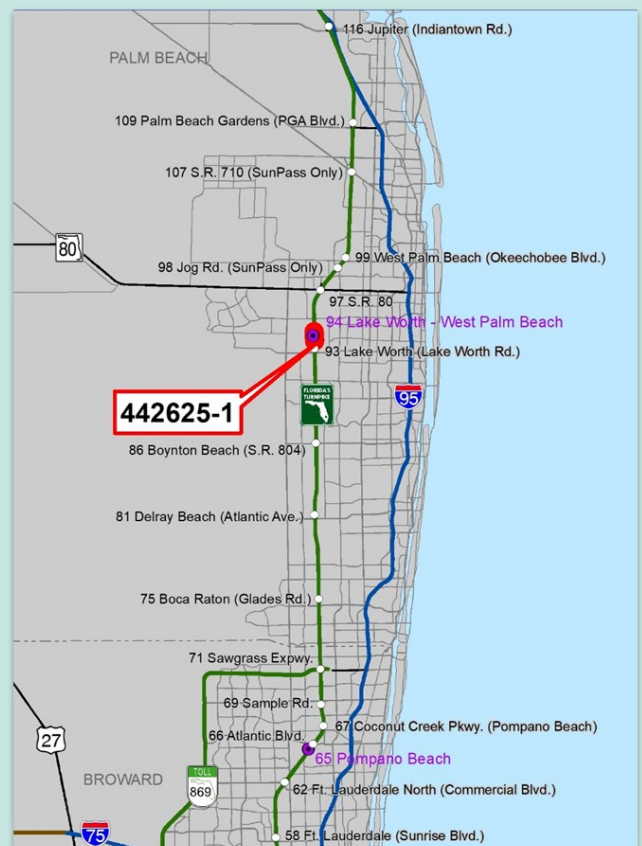 116 Jupiter (Indiantown Rd.)
PALM BEACH
109 Palm Beach Gardens (PGA Blvd.)
107 S.R. 710 (SunPass Only)
80
99 West Palm Beach (Okeechobee Blvd.)
98 Jog Rd. (SunPass Only)
97 S.R. 80
94 Lake Worth - West Palm Beach
93 Lake Worth (Lake Worth Rd.)
FLORIDA'S
TURNPIKE
95
442625-1
86 Boynton Beach (S.R. 804)
81 Delray Beach (Atlantic Ave.)
75 Boca Raton (Glades Rd.)
71 Sawgrass Expwy.
69 Sample Rd.
67 Coconut Creek Pkwy. (Pompano Beach)
66 Atlantic Blvd.
27
65 Pompano Beach
BROWARD
TOLL
869
62 Ft. Lauderdale North (Commercial Blvd.)
75
58 Ft. Lauderdale (Sunrise Blvd.)